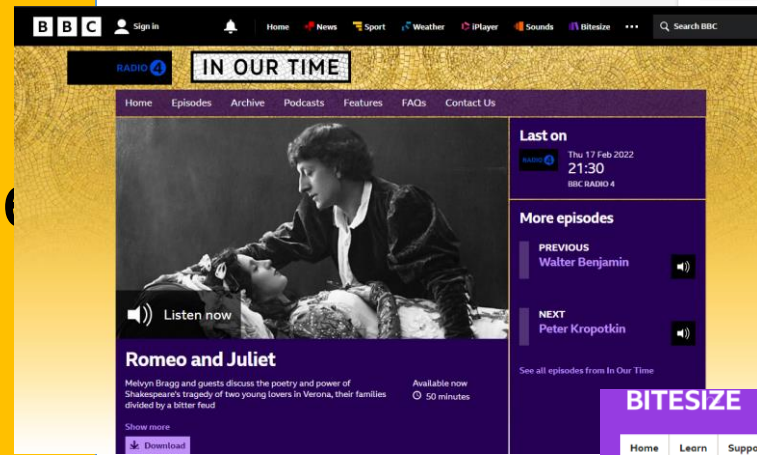 BBC Sign in Home News Sport Weather iPlayer Sounds Bitesize Search BBC
RADIO 4 IN OUR TIME
Home Episodes Archive Podcasts Features FAQs Contact Us
Listen now
Romeo and Juliet
Melvyn Bragg and guests discuss the poetry and power of
Shakespeare's tragedy of two young lovers in Verona, their families
divided by a bitter feud
Show more
Download
Available now
50 minutes
Last on
RADIO 4
Thu 17 Feb 2022
21:30
BBC RADIO 4
More episodes
PREVIOUS
Walter Benjamin
NEXT
Peter Kropotkin
See all episodes from In Our Time
BITESIZE
Home Learn